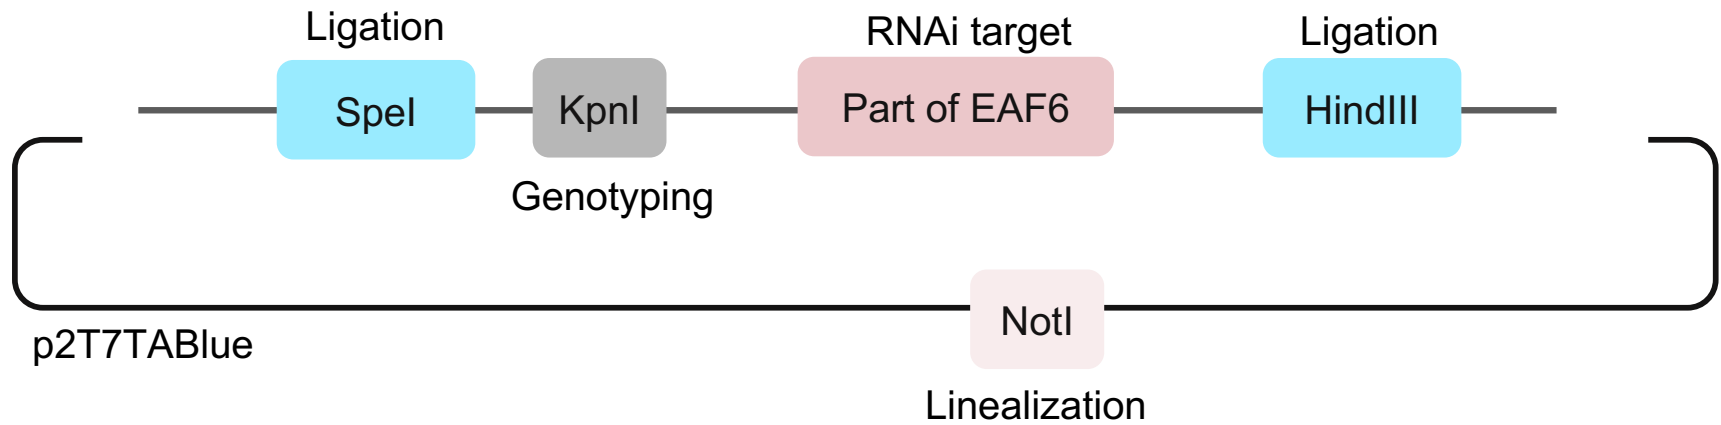 Ligation
RNAi target
Ligation
SpeI
KpnI
Part of EAF6
HindIII
Genotyping
NotI
p2T7TABlue
Linealization